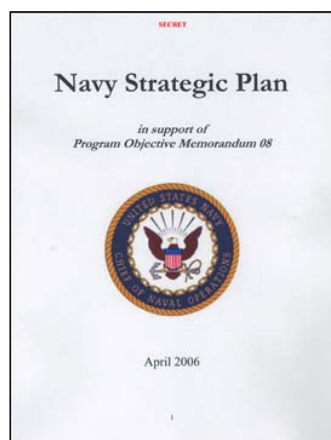 SECRET
Navy Strategic Plan
in support of
Program Objective Memorandum 08
UNITED STATES NAVY
CHIEF OF NAVAL OPERATIONS
April 2006
1